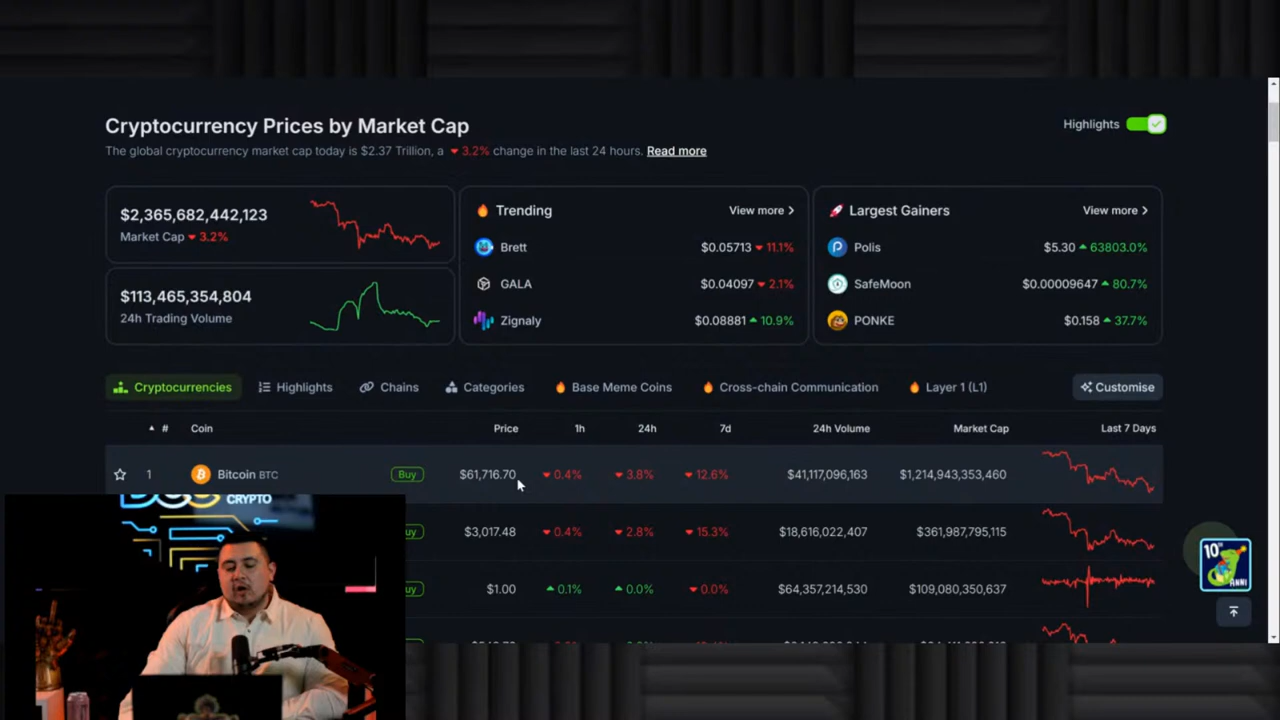 Cryptocurrency Prices by Market Cap
Highlights
The global cryptocurrency market cap today is $2.37 Trillion, a 3.2% change in the last 24 hours. Read more
$2,365,682,442,123
Market Cap 3.2%
$113,465,354,804
24h Trading Volume
Trending
View more
Brett $0.05713 11.1%
GALA $0.04097 2.1%
Zignaly $0.08881 10.9%
Largest Gainers
View more
Polis $5.30 63803.0%
SafeMoon $0.00009647 80.7%
PONKE $0.158 37.7%
Cryptocurrencies Highlights Chains Categories Base Meme Coins Cross-chain Communication Layer 1 (L1) Customise
# Coin Price 1h 24h 7d 24h Volume Market Cap Last 7 Days
1 Bitcoin BTC Buy $61,716.70 0.4% 3.8% 12.6% $41,117,096,163 $1,214,943,353,460
$3,017.48 0.4% 2.8% 15.3% $18,616,022,407 $361,987,795,115
$1.00 0.1% 0.0% 0.0% $64,357,214,530 $109,080,350,637
CRYPTO
10TH
ANNI